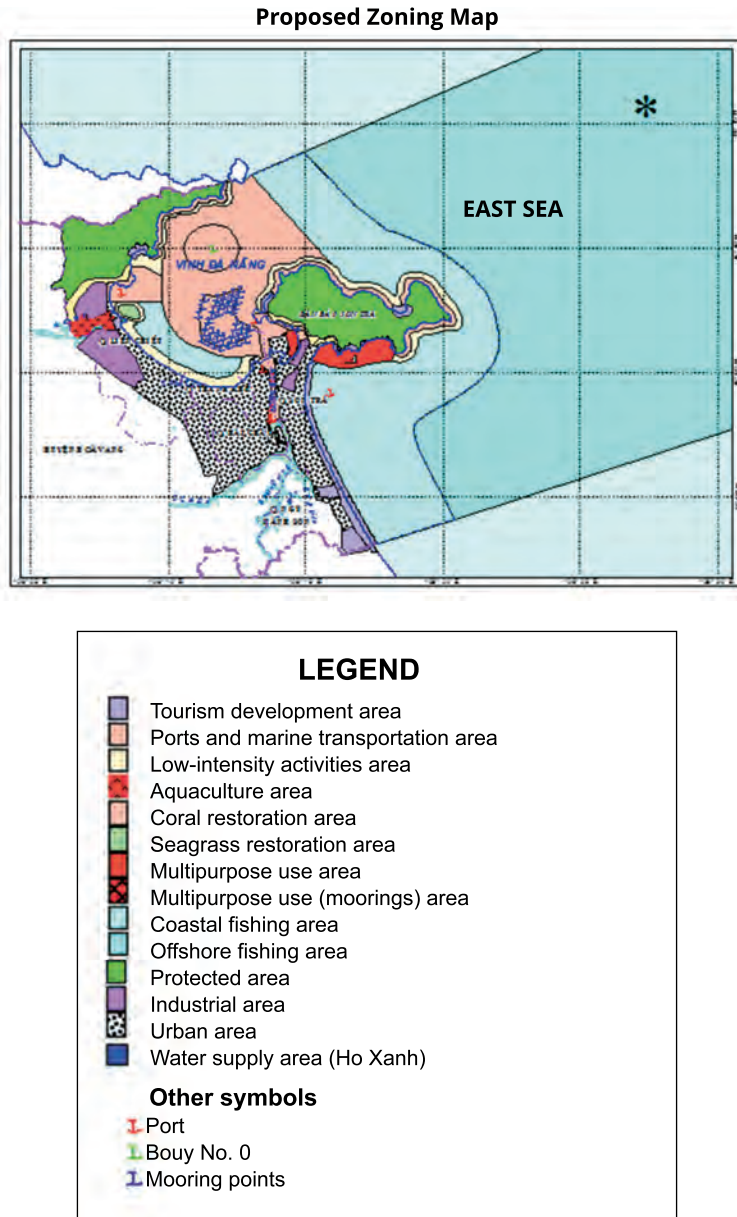 Proposed Zoning Map
EAST SEA
VỊNH ĐÀ NẴNG
LEGEND
Tourism development area
Ports and marine transportation area
Low-intensity activities area
Aquaculture area
Coral restoration area
Seagrass restoration area
Multipurpose use area
Multipurpose use (moorings) area
Coastal fishing area
Offshore fishing area
Protected area
Industrial area
Urban area
Water supply area (Ho Xanh)
Other symbols
Port
Bouy No. 0
Mooring points